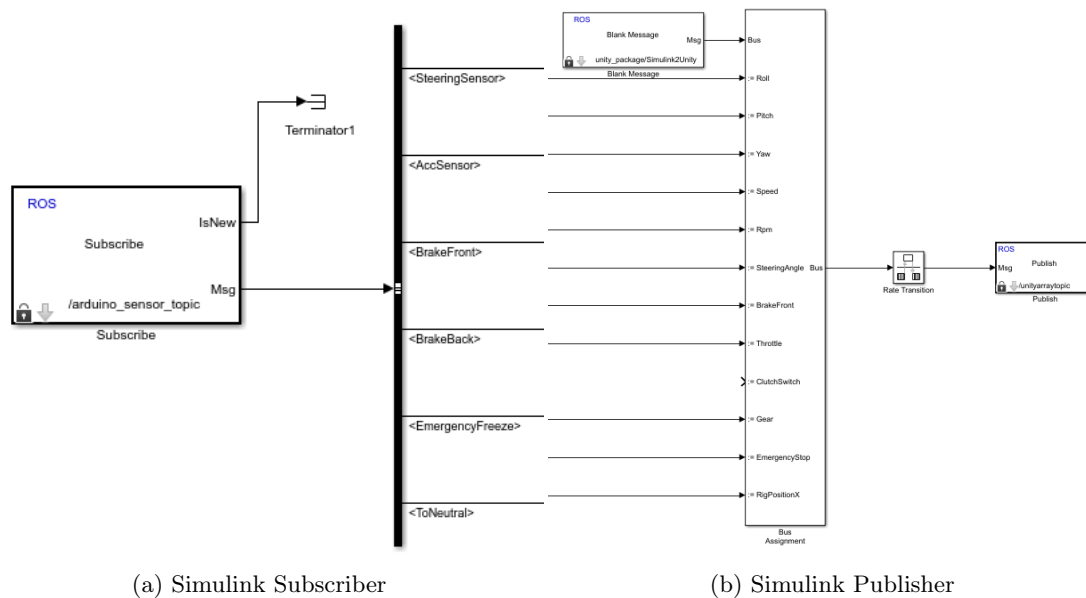 ROS
Subscribe
IsNew
Msg
/arduino_sensor_topic
Subscribe
Terminator1
<SteeringSensor>
<AccSensor>
<BrakeFront>
<BrakeBack>
<EmergencyFreeze>
<ToNeutral>
(a) Simulink Subscriber
ROS
Blank Message
Msg
unity_package/Simulink2Unity
Blank Message
Bus
:= Roll
:= Pitch
:= Yaw
:= Speed
:= Rpm
:= SteeringAngle
:= BrakeFront
:= Throttle
:= ClutchSwitch
:= Gear
:= EmergencyStop
:= RigPositionX
Bus
Bus
Assignment
Rate Transition
ROS
Msg
Publish
/unityarraytopic
Publish
(b) Simulink Publisher